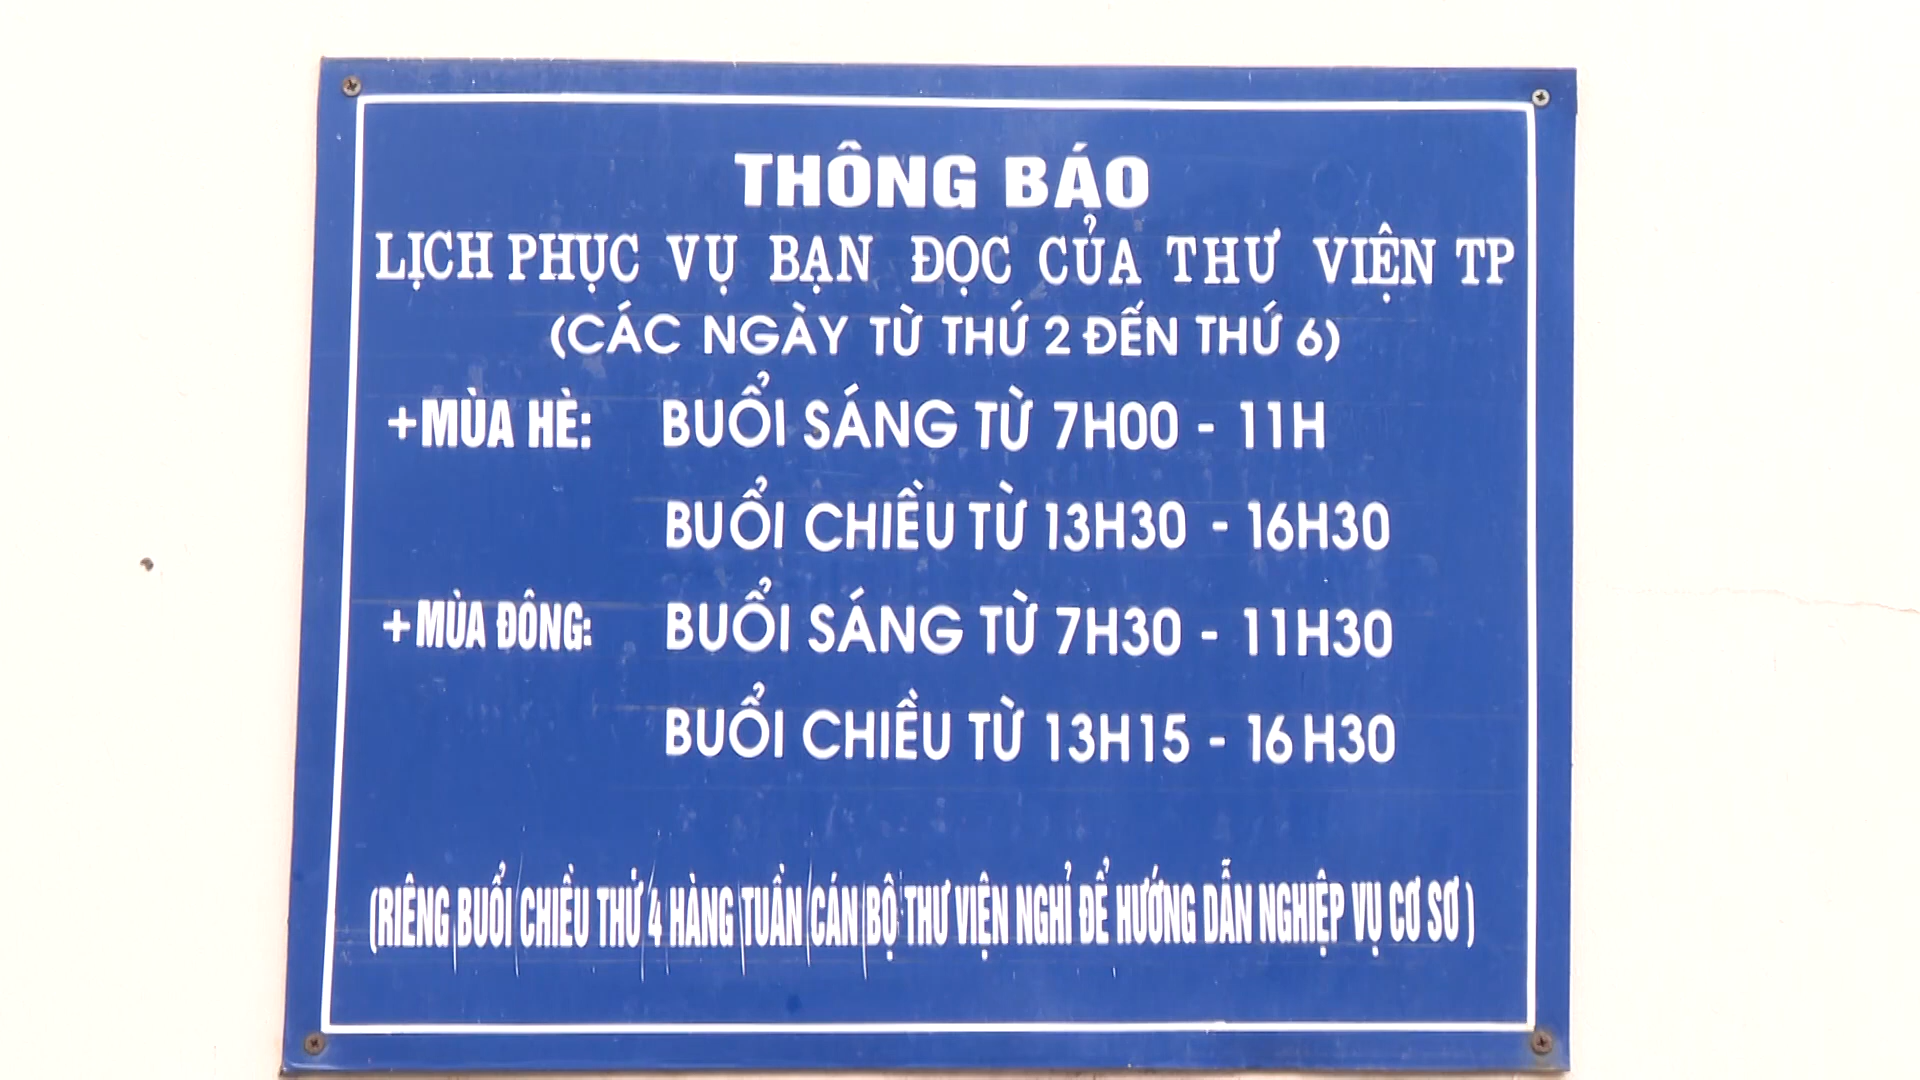 THÔNG BÁO
LỊCH PHỤC VỤ BẠN ĐỌC CỦA THƯ VIỆN TP
(CÁC NGÀY TỪ THỨ 2 ĐẾN THỨ 6)
+MÙA HÈ: BUỔI SÁNG TỪ 7H00 - 11H
BUỔI CHIỀU TỪ 13H30 - 16H30
+MÙA ĐÔNG: BUỔI SÁNG TỪ 7H30 - 11H30
BUỔI CHIỀU TỪ 13H15 - 16H30
(RIÊNG BUỔI CHIỀU THỨ 4 HÀNG TUẦN CÁN BỘ THƯ VIỆN NGHỈ ĐỂ HƯỚNG DẪN NGHIỆP VỤ CƠ SƠ)